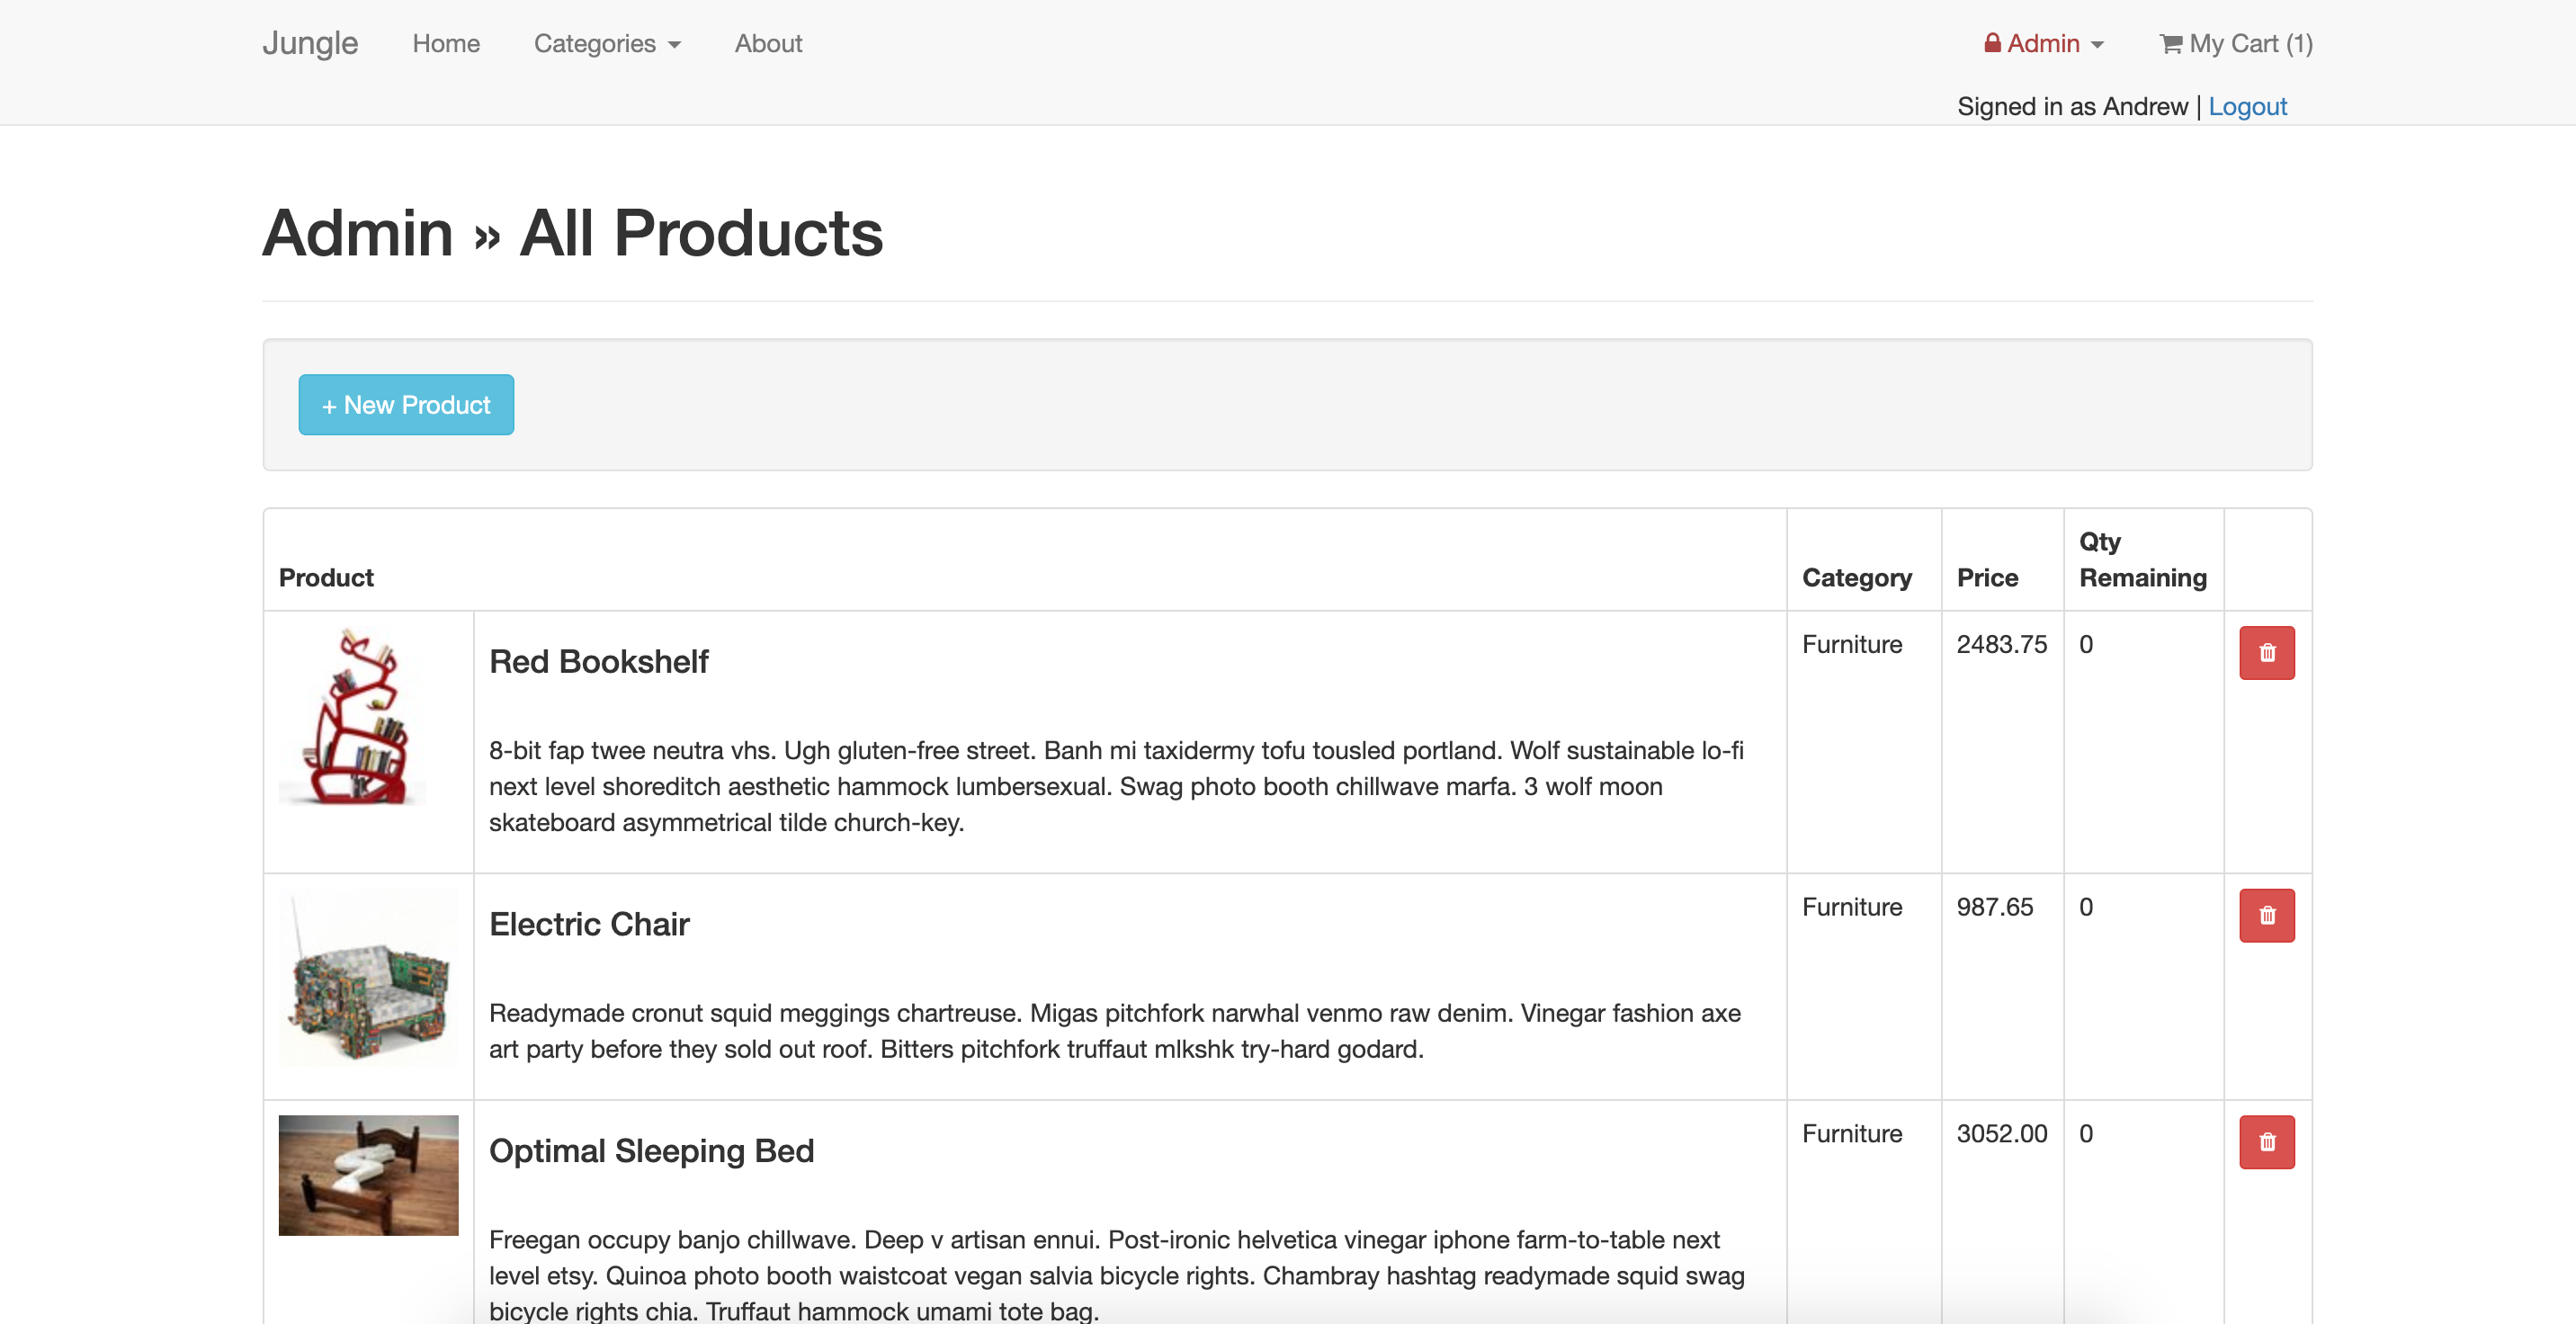 Jungle Home Categories About Admin My Cart (1)
Signed in as Andrew | Logout
Admin » All Products
+ New Product
Product Category Price Qty Remaining
Red Bookshelf Furniture 2483.75 0
8-bit fap twee neutra vhs. Ugh gluten-free street. Banh mi taxidermy tofu tousled portland. Wolf sustainable lo-fi
next level shoreditch aesthetic hammock lumbersexual. Swag photo booth chillwave marfa. 3 wolf moon
skateboard asymmetrical tilde church-key.
Electric Chair Furniture 987.65 0
Readymade cronut squid meggings chartreuse. Migas pitchfork narwhal venmo raw denim. Vinegar fashion axe
art party before they sold out roof. Bitters pitchfork truffaut mlkshk try-hard godard.
Optimal Sleeping Bed Furniture 3052.00 0
Freegan occupy banjo chillwave. Deep v artisan ennui. Post-ironic helvetica vinegar iphone farm-to-table next
level etsy. Quinoa photo booth waistcoat vegan salvia bicycle rights. Chambray hashtag readymade squid swag
bicycle rights chia. Truffaut hammock umami tote bag.